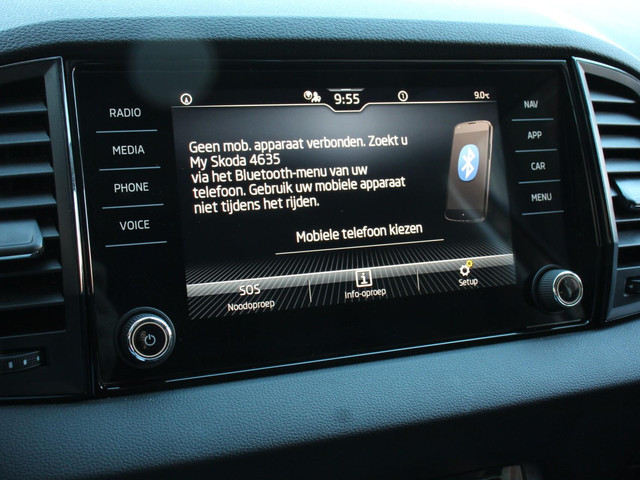 RADIO
MEDIA
PHONE
VOICE
9:55
9.0°C
Geen mob. apparaat verbonden. Zoekt u
My Skoda 4635
via het Bluetooth-menu van uw
telefoon. Gebruik uw mobiele apparaat
niet tijdens het rijden.
Mobiele telefoon kiezen
SOS
Noodoproep
i
Info-oproep
Setup
NAV
APP
CAR
MENU